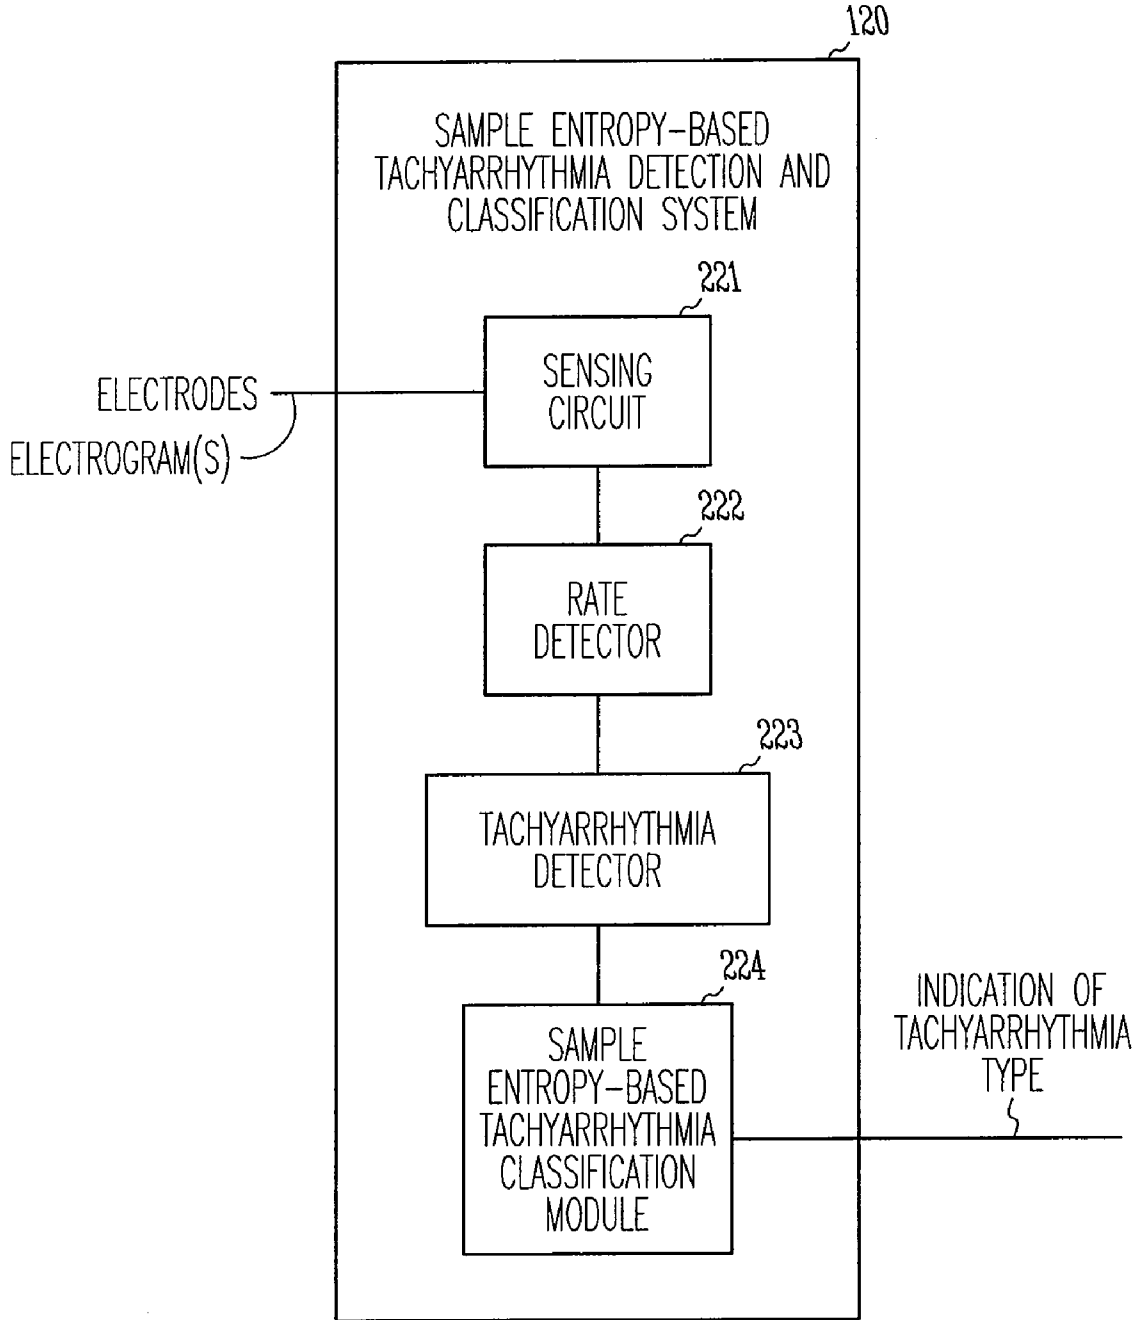 120
SAMPLE ENTROPY-BASED
TACHYARRHYTHMIA DETECTION AND
CLASSIFICATION SYSTEM
221
SENSING
CIRCUIT
ELECTRODES
ELECTROGRAM(S)
222
RATE
DETECTOR
223
TACHYARRHYTHMIA
DETECTOR
224
SAMPLE
ENTROPY-BASED
TACHYARRHYTHMIA
CLASSIFICATION
MODULE
INDICATION OF
TACHYARRHYTHMIA
TYPE